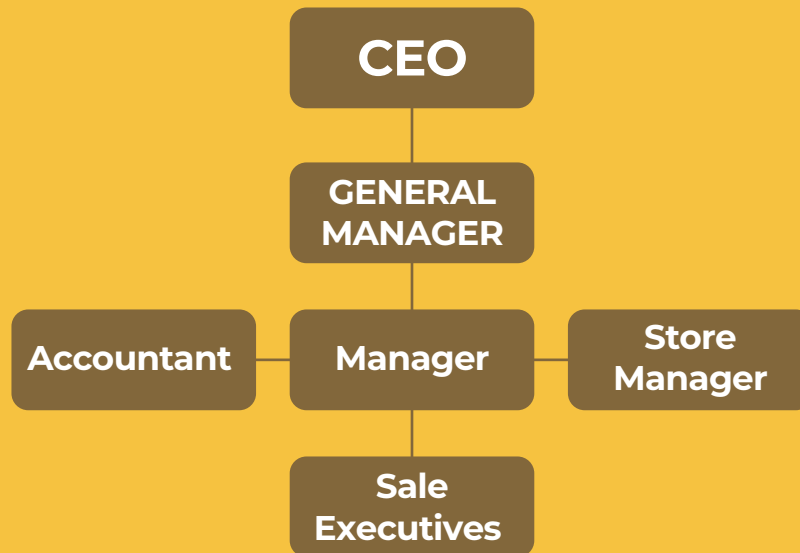 CEO
GENERAL
MANAGER
Accountant
Manager
Store
Manager
Sale
Executives